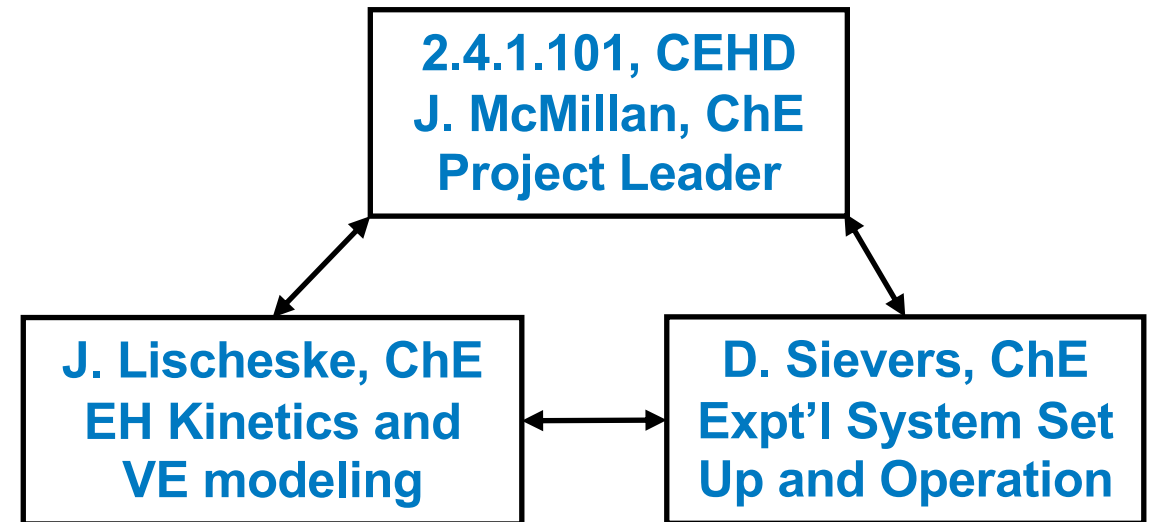 2.4.1.101, CEHD
J. McMillan, ChE
Project Leader
J. Lischeske, ChE
EH Kinetics and
VE modeling
D. Sievers, ChE
Expt’l System Set
Up and Operation